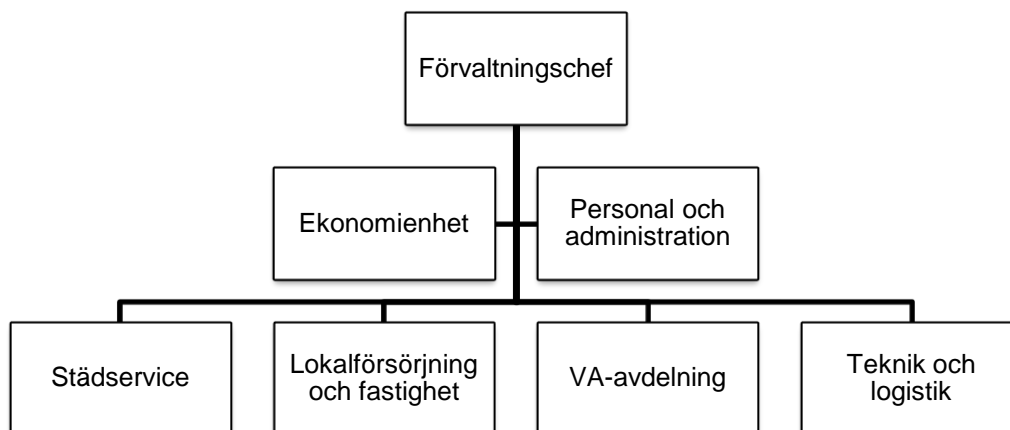 Förvaltningschef
Ekonomienhet
Personal och
administration
Städservice
Lokalförsörjning
och fastighet
VA-avdelning
Teknik och
logistik